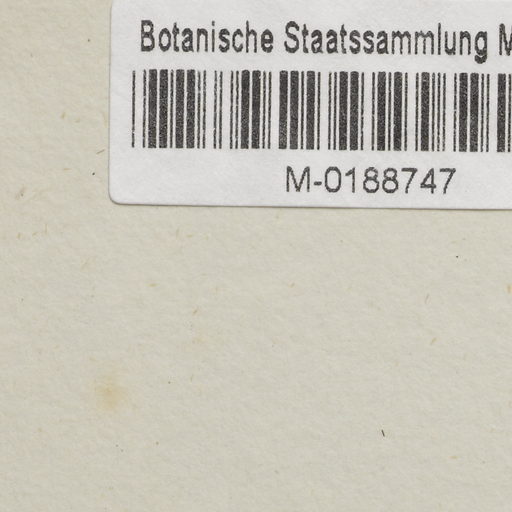 Botanische Staatssammlung M
M-0188747